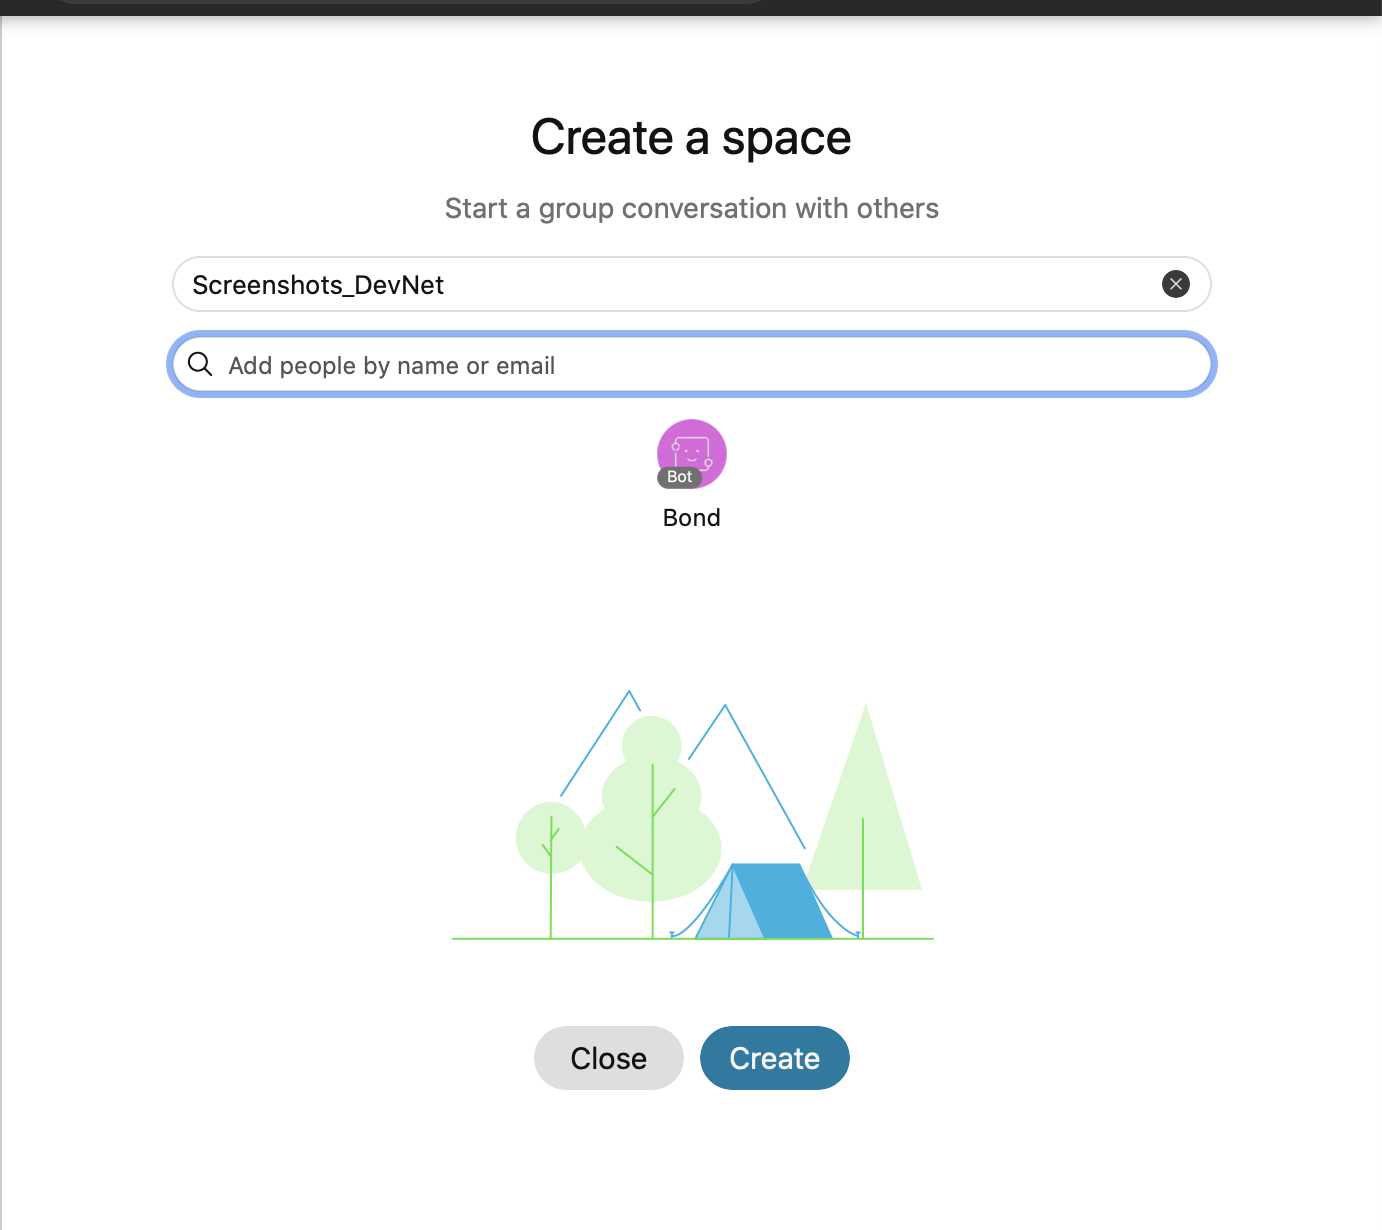 Create a space
Start a group conversation with others
Screenshots_DevNet
Add people by name or email
Bot
Bond
Close
Create